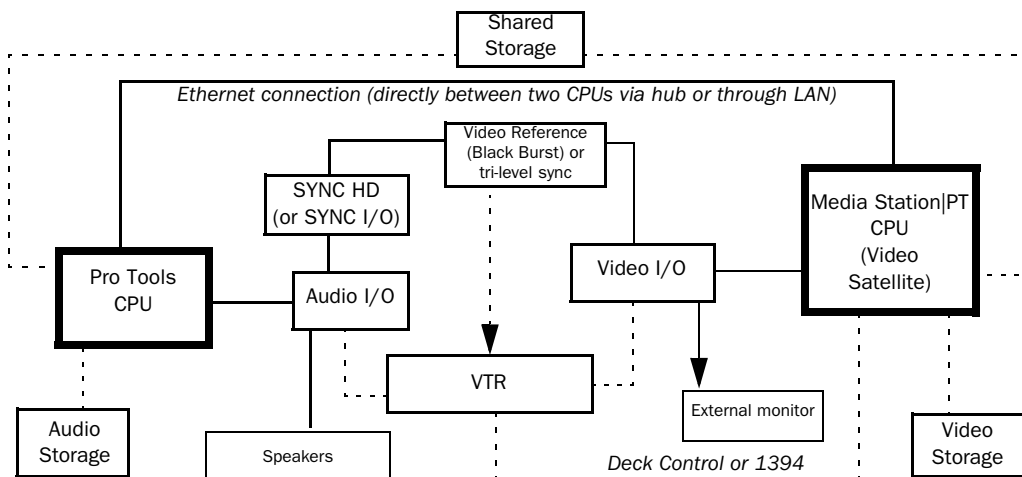 Shared
Storage
Ethernet connection (directly between two CPUs via hub or through LAN)
Video Reference
(Black Burst) or
tri-level sync
SYNC HD
(or SYNC I/O)
Media Station|PT
CPU
(Video
Satellite)
Pro Tools
CPU
Audio I/O
Video I/O
VTR
External monitor
Audio
Storage
Speakers
Deck Control or 1394
Video
Storage